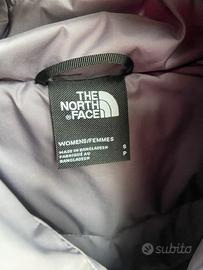 THE
NORTH
FACE
WOMENS/FEMMES
MADE IN BANGLADESH
FABRIQUÉ AU
BANGLADESH
S
P
subito